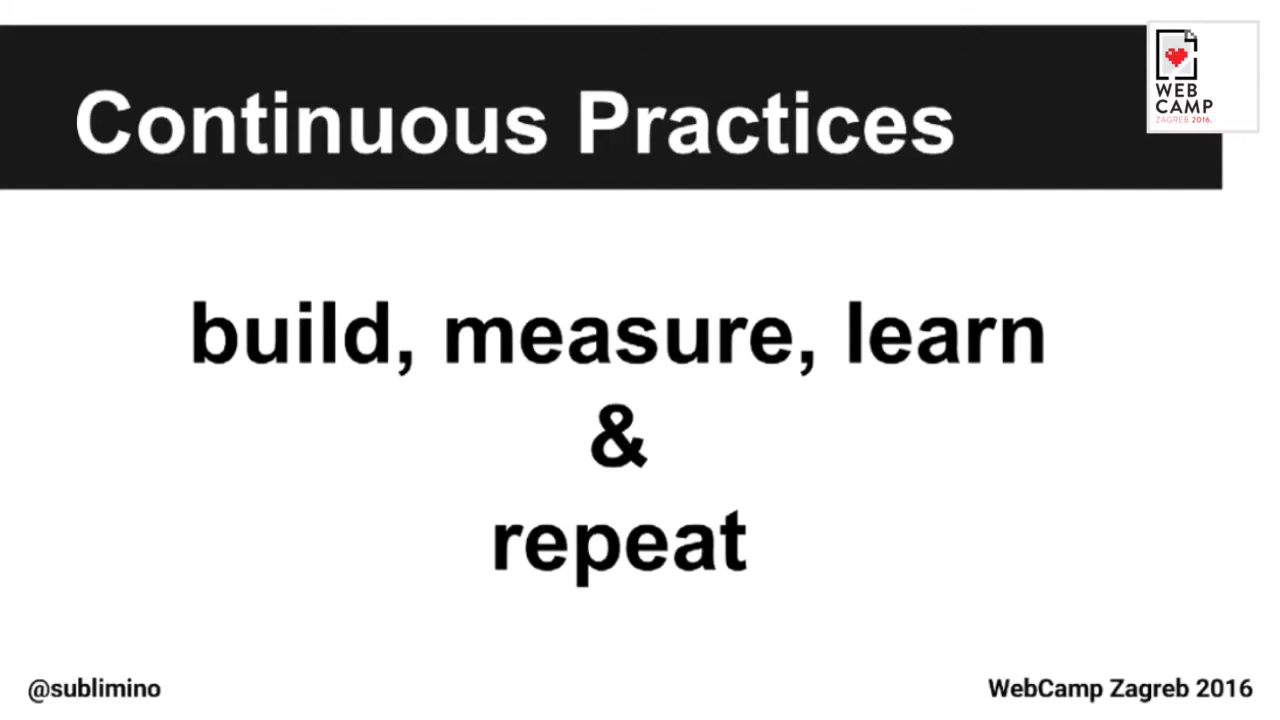 Continuous Practices
WEB
CAMP
ZAGREB 2016.
build, measure, learn
&
repeat
@sublimino
WebCamp Zagreb 2016